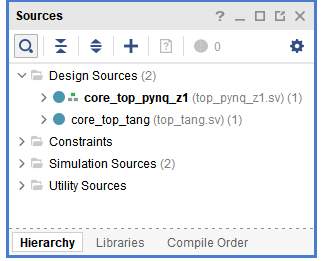 Sources
0
Design Sources (2)
core_top_pynq_z1 (top_pynq_z1.sv) (1)
core_top_tang (top_tang.sv) (1)
Constraints
Simulation Sources (2)
Utility Sources
Hierarchy Libraries Compile Order